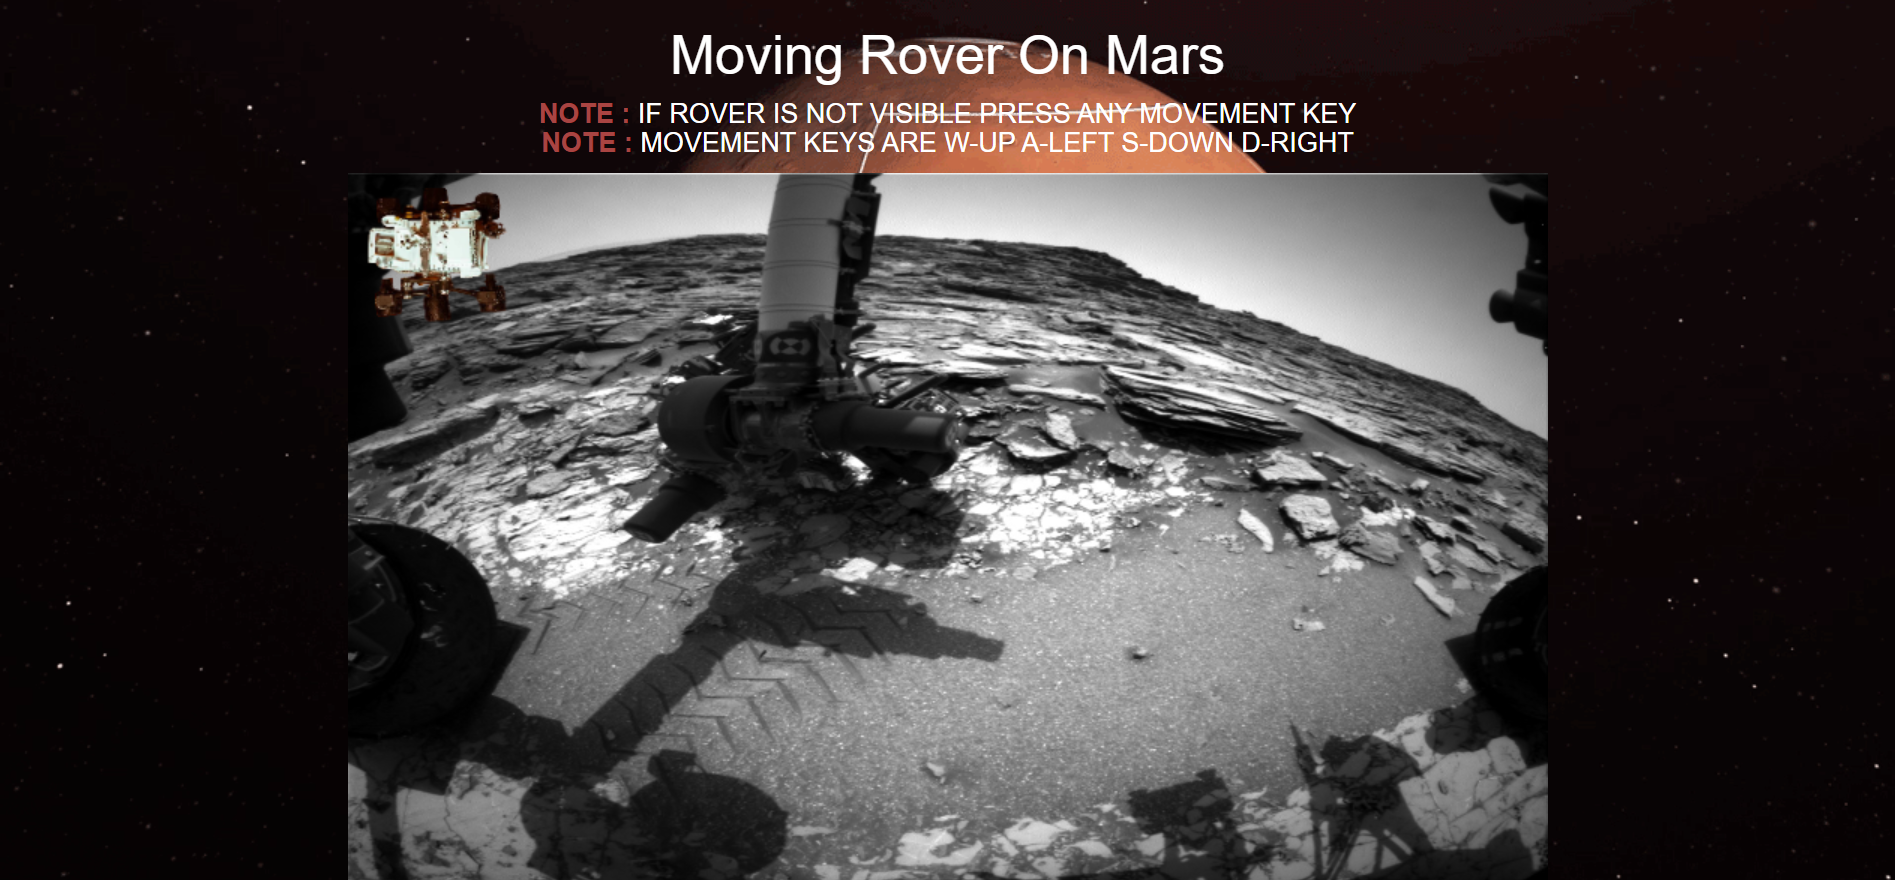 Moving Rover On Mars
NOTE : IF ROVER IS NOT VISIBLE PRESS ANY MOVEMENT KEY
NOTE : MOVEMENT KEYS ARE W-UP A-LEFT S-DOWN D-RIGHT